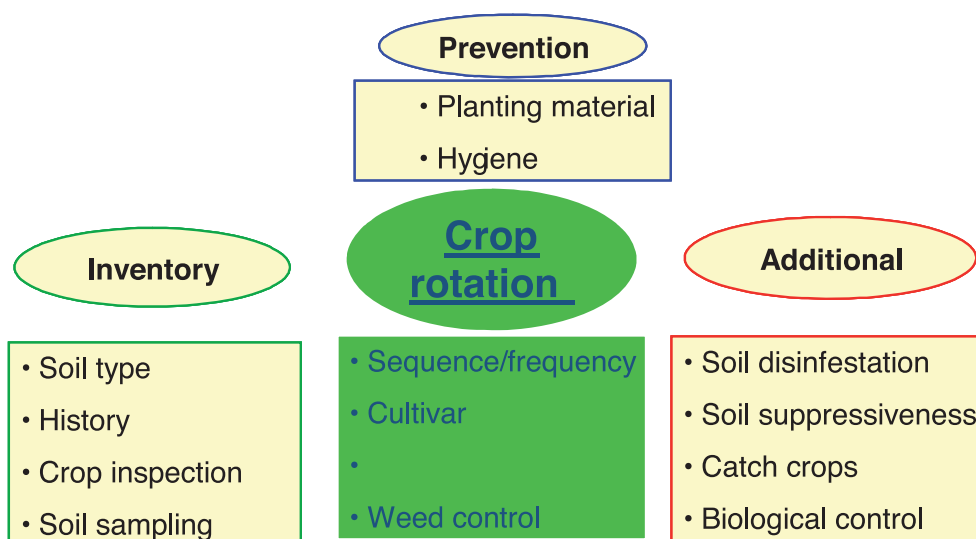 Prevention
• Planting material
• Hygiene
Crop
rotation
Inventory
Additional
• Soil type
• History
• Crop inspection
• Soil sampling
• Sequence/frequency
• Cultivar
•
• Weed control
• Soil disinfestation
• Soil suppressiveness
• Catch crops
• Biological control